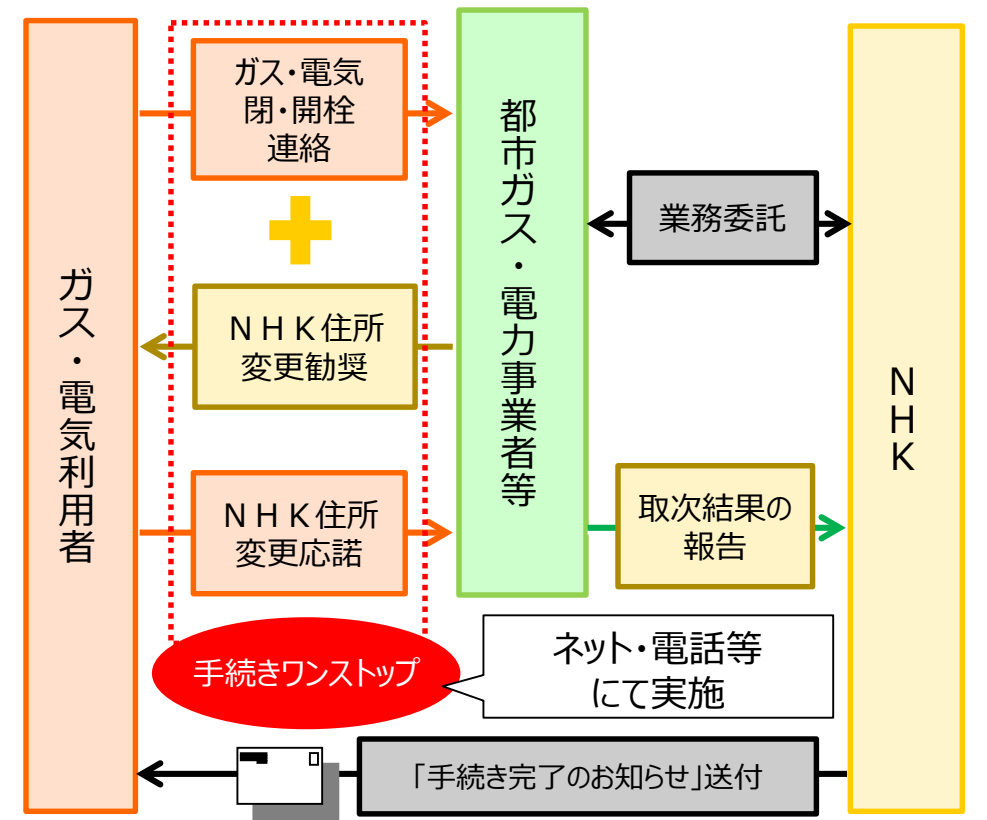 ガス・電気利用者
ガス・電気
閉・開栓
連絡
NHK住所
変更勧奨
NHK住所
変更応諾
手続きワンストップ
都市ガス・電力事業者等
業務委託
取次結果の
報告
ネット・電話等
にて実施
「手続き完了のお知らせ」送付
NHK